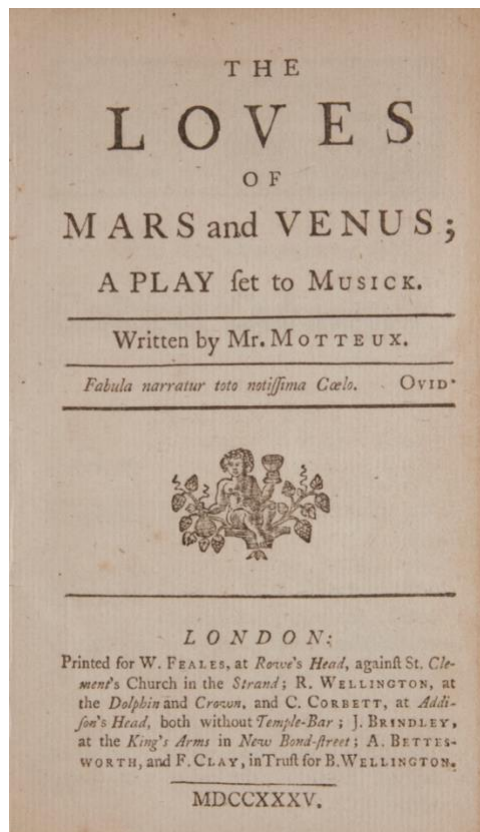 THE
LOVES
OF
MARS and VENUS;
A PLAY ſet to MUSICK.
Written by Mr. MOTTEUX.
Fabula narratur toto notiſſima Cœlo. OVID.
LONDON:
Printed for W. FEALES, at Rowe's Head, againſt St. Cle-
ment's Church in the Strand; R. WELLINGTON, at
the Dolphin and Crown, and C. CORBETT, at Addi-
ſon's Head, both without Temple-Bar; J. BRINDLEY,
at the King's Arms in New Bond-ſtreet; A. BETTES-
WORTH, and F. CLAY, in Truſt for B. WELLINGTON.
MDCCXXXV.